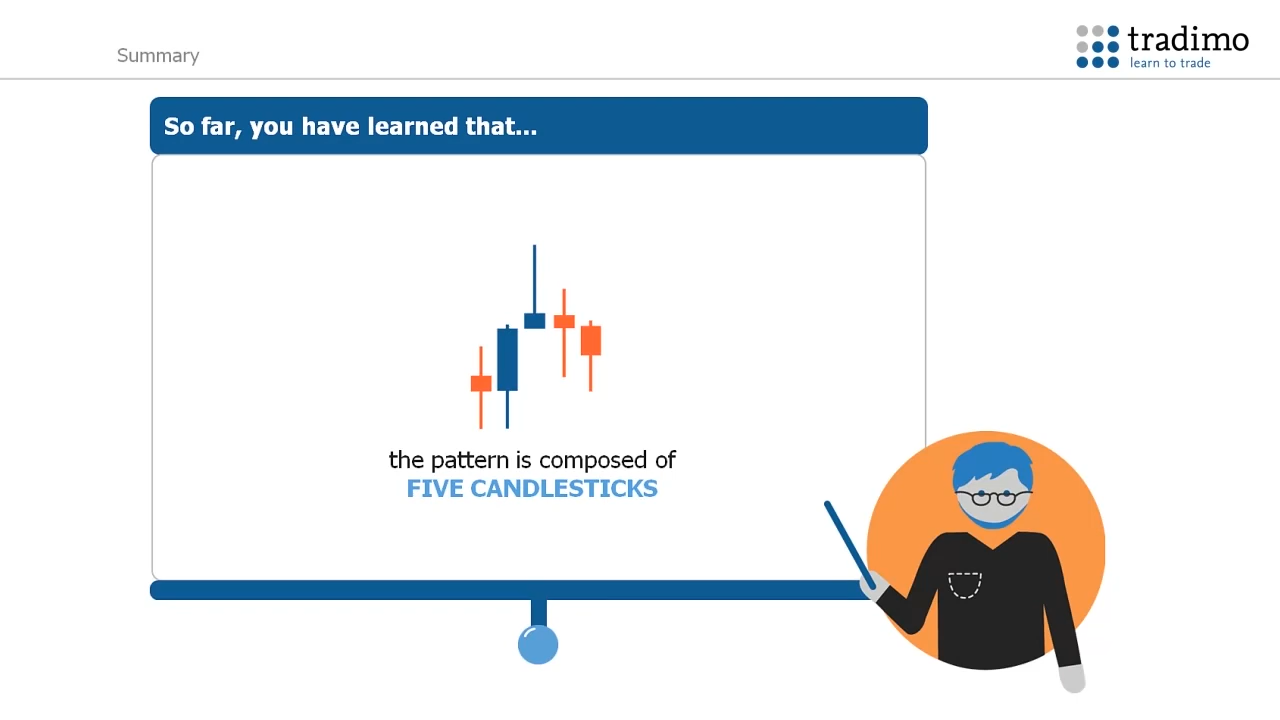 Summary
tradimo
learn to trade
So far, you have learned that...
the pattern is composed of
FIVE CANDLESTICKS